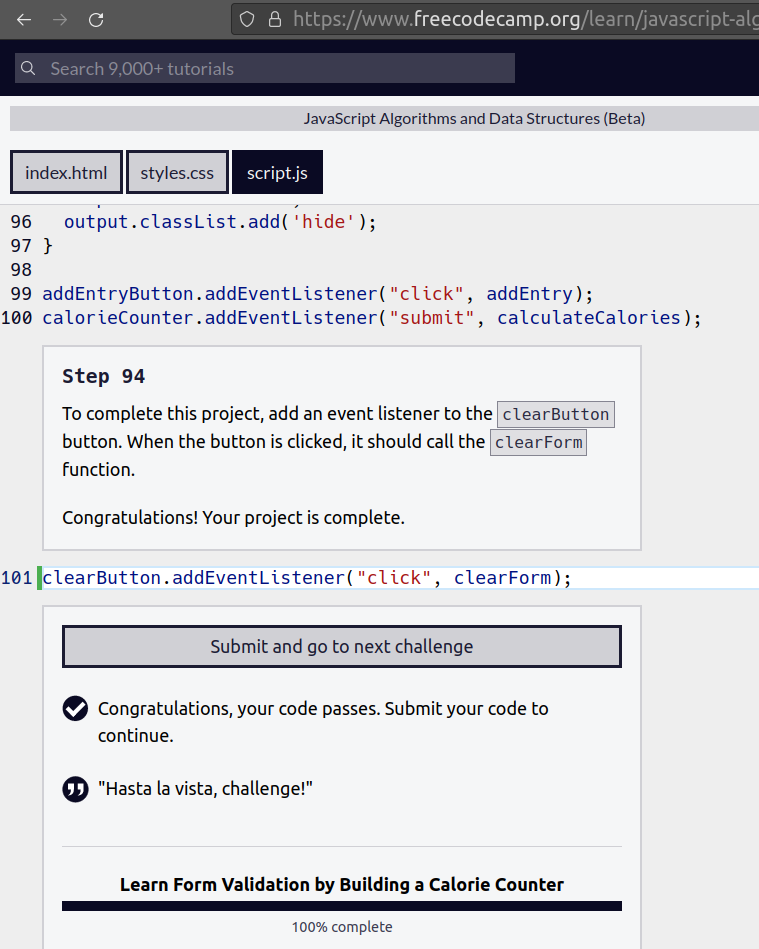 https://www.freecodecamp.org/learn/javascript-alg
Search 9,000+ tutorials
JavaScript Algorithms and Data Structures (Beta)
index.html styles.css script.js
96 output.classList.add('hide');
97 }
98
99 addEntryButton.addEventListener("click", addEntry);
100 calorieCounter.addEventListener("submit", calculateCalories);
Step 94
To complete this project, add an event listener to the clearButton
button. When the button is clicked, it should call the clearForm
function.
Congratulations! Your project is complete.
101 clearButton.addEventListener("click", clearForm);
Submit and go to next challenge
Congratulations, your code passes. Submit your code to
continue.
"Hasta la vista, challenge!"
Learn Form Validation by Building a Calorie Counter
100% complete